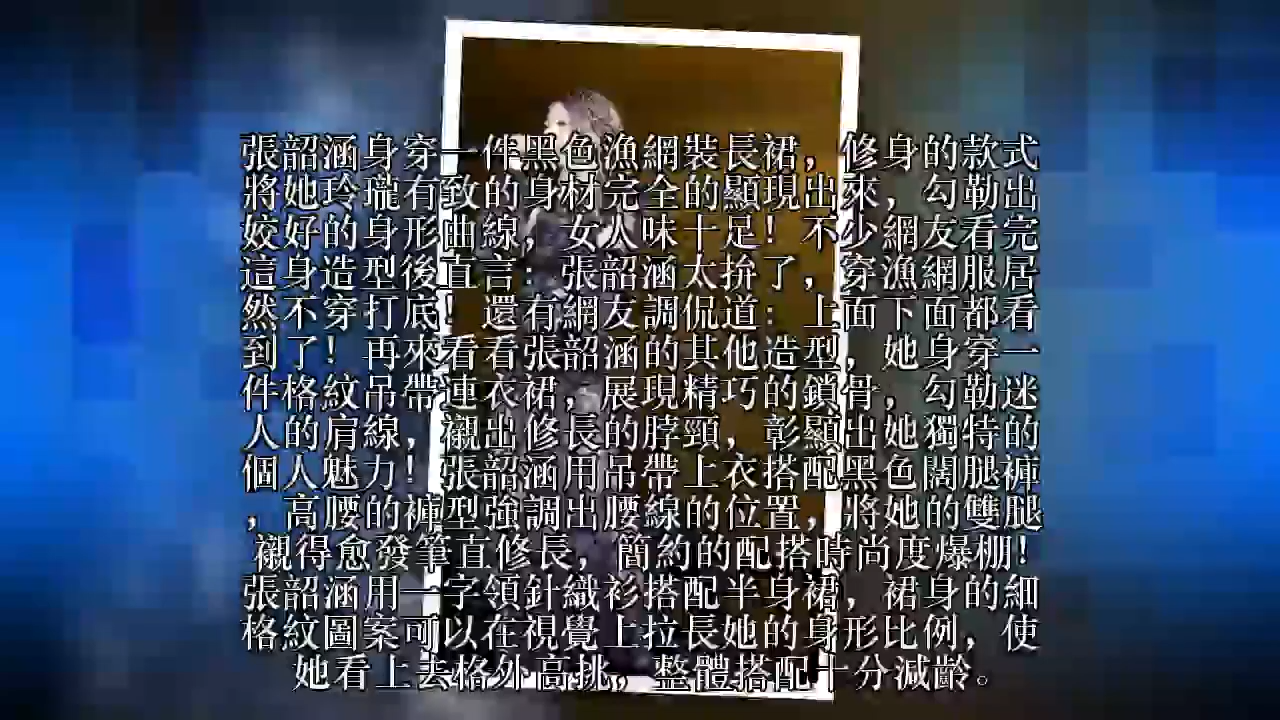 張韶涵身穿一件黑色漁網裝長裙，修身的款式
將她玲瓏有致的身材完全的顯現出來，勾勒出
姣好的身形曲線，女人味十足！不少網友看完
這身造型後直言：張韶涵太拚了，穿漁網服居
然不穿打底！還有網友調侃道：上面下面都看
到了！再來看看張韶涵的其他造型，她身穿一
件格紋吊帶連衣裙，展現精巧的鎖骨，勾勒迷
人的肩線，襯出修長的脖頸，彰顯出她獨特的
個人魅力！張韶涵用吊帶上衣搭配黑色闊腿褲
，高腰的褲型強調出腰線的位置，將她的雙腿
襯得愈發筆直修長，簡約的配搭時尚度爆棚！
張韶涵用一字領針織衫搭配半身裙，裙身的細
格紋圖案可以在視覺上拉長她的身形比例，使
她看上去格外高挑，整體搭配十分減齡。